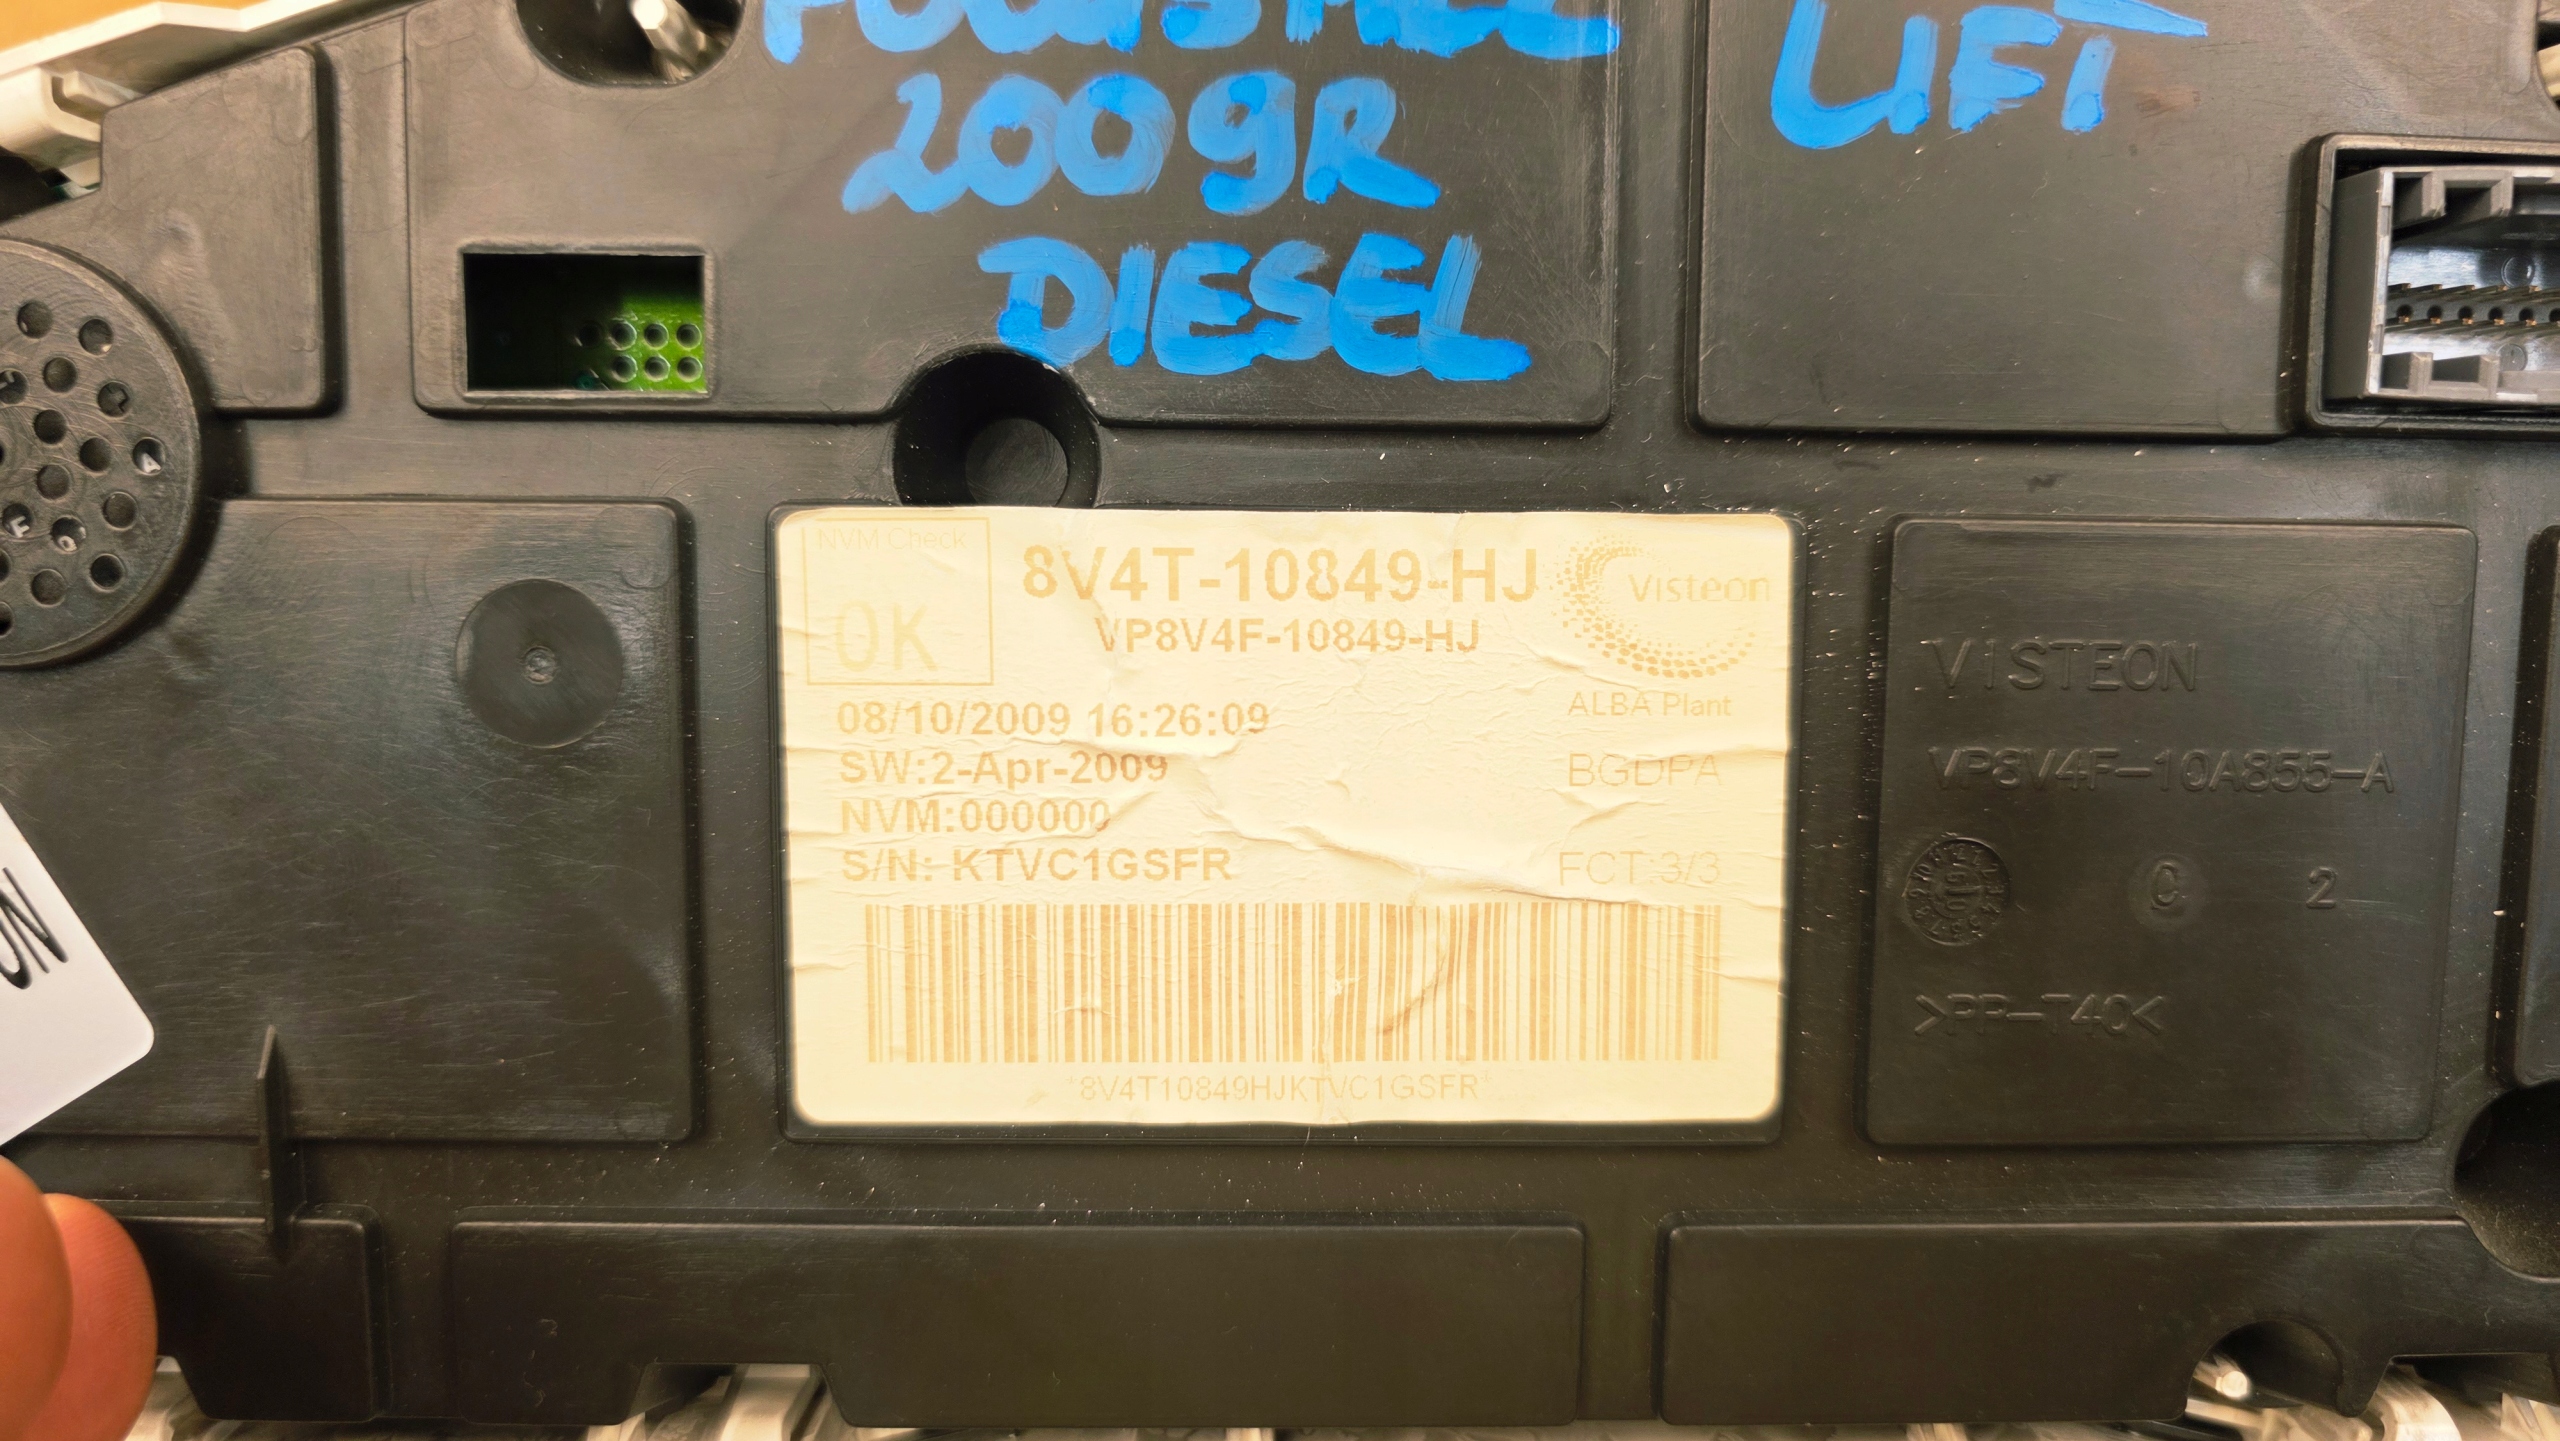 LIFT
2009R
DIESEL
NVM Check
OK
8V4T-10849-HJ
VP8V4F-10849-HJ
Visteon
ALBA Plant
08/10/2009 16:26:09
SW:2-Apr-2009
BGDPA
NVM:000000
S/N: KTVC1GSFR
FCT:3/3
*8V4T10849HJKTVC1GSFR*
VISTEON
VP8V4F-10A855-A
C 2
>PP-T40<
ON